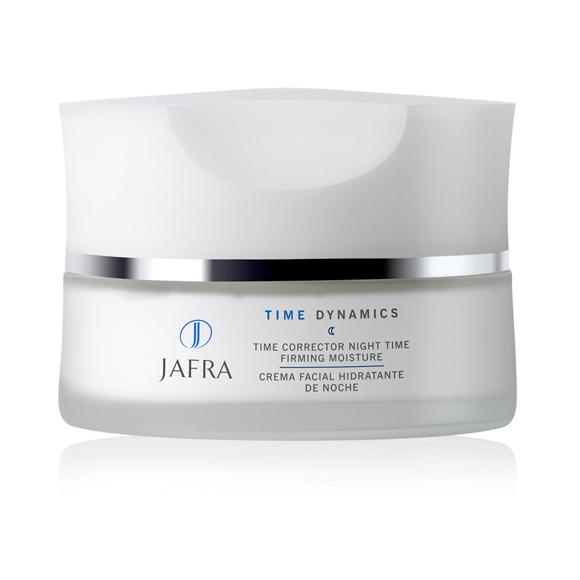 TIME DYNAMICS
TIME CORRECTOR NIGHT TIME
FIRMING MOISTURE
CREMA FACIAL HIDRATANTE
DE NOCHE
JAFRA